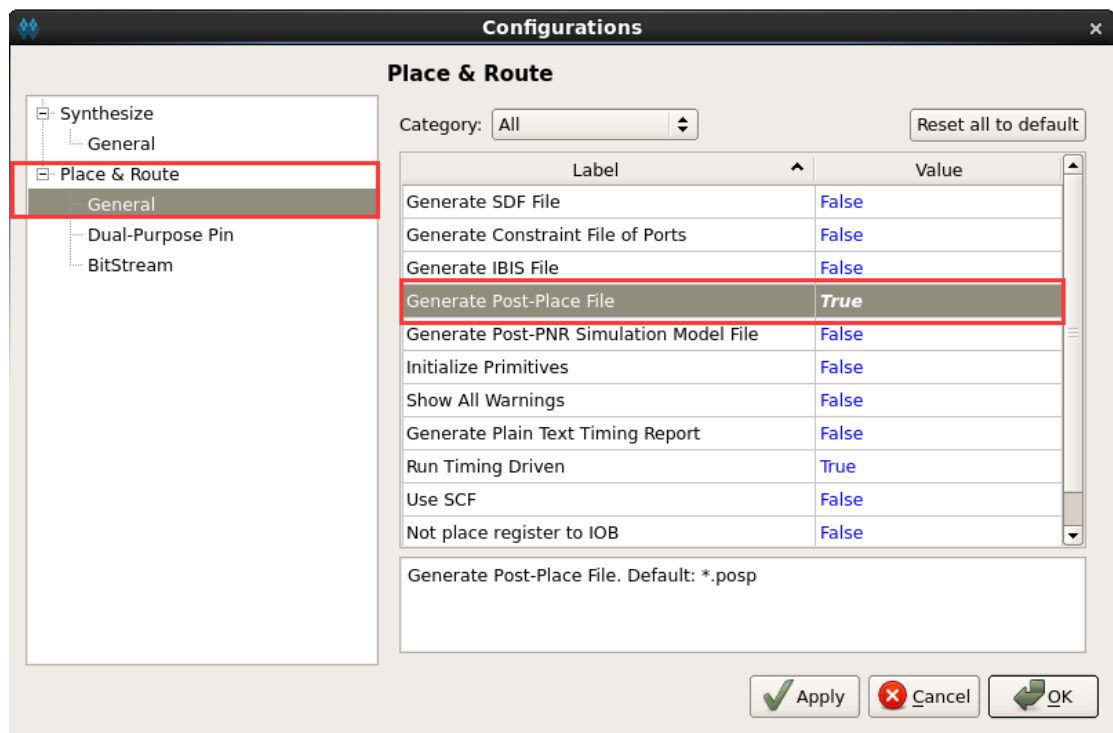 Configurations
Place & Route
Synthesize
General
Place & Route
General
Dual-Purpose Pin
BitStream
Category: All
Reset all to default
Label Value
Generate SDF File False
Generate Constraint File of Ports False
Generate IBIS File False
Generate Post-Place File True
Generate Post-PNR Simulation Model File False
Initialize Primitives False
Show All Warnings False
Generate Plain Text Timing Report False
Run Timing Driven True
Use SCF False
Not place register to IOB False
Generate Post-Place File. Default: *.posp
Apply Cancel OK